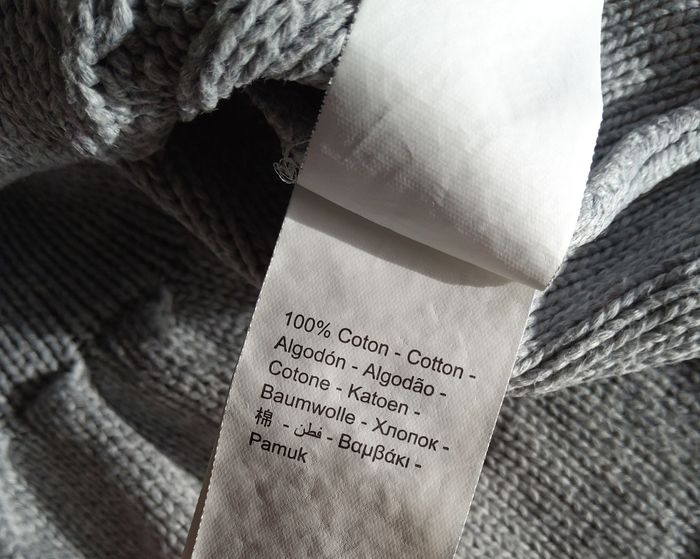 100% Coton - Cotton -
Algodón - Algodão -
Cotone - Katoen -
Baumwolle - Хлопок -
棉 - قطن - Βαμβάκι -
Pamuk